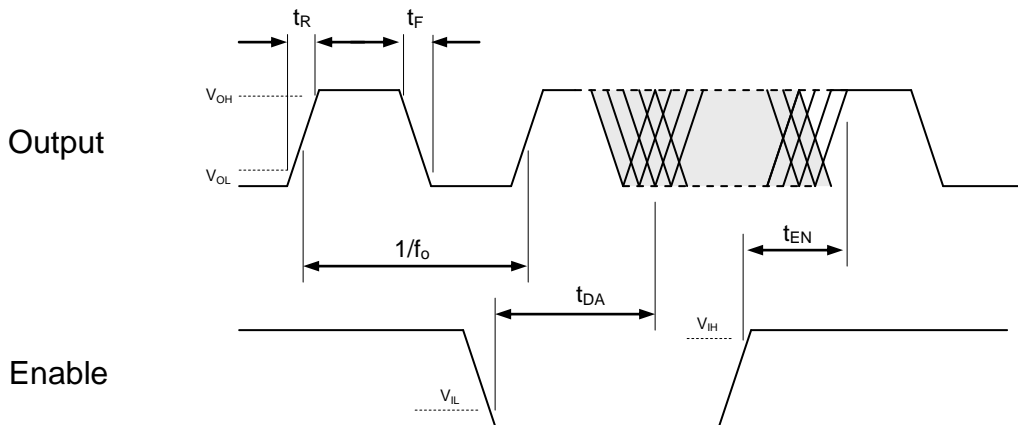 tR
tF
VOH
Output
VOL
tEN
1/fo
tDA
VIH
Enable
VIL